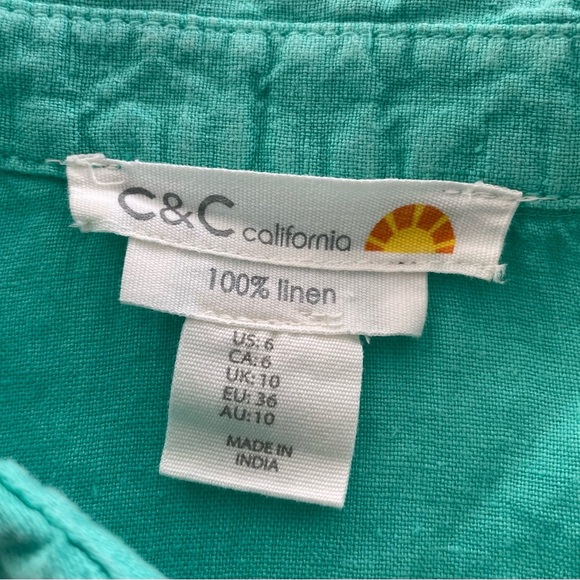 C&C california
100% linen
US: 6
CA: 6
UK: 10
EU: 36
AU: 10
MADE IN
INDIA